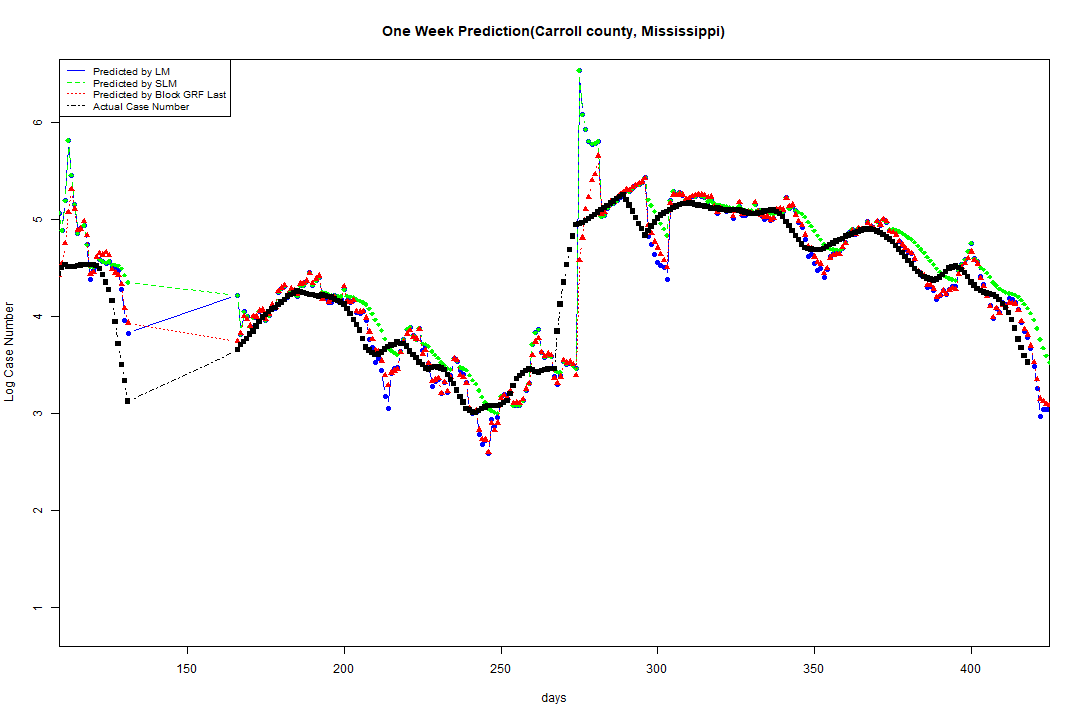 One Week Prediction(Carroll county, Mississippi)
Predicted by LM
Predicted by SLM
Predicted by Block GRF Last
Actual Case Number
6
5
4
3
2
1
Log Case Number
150
200
250
300
350
400
days